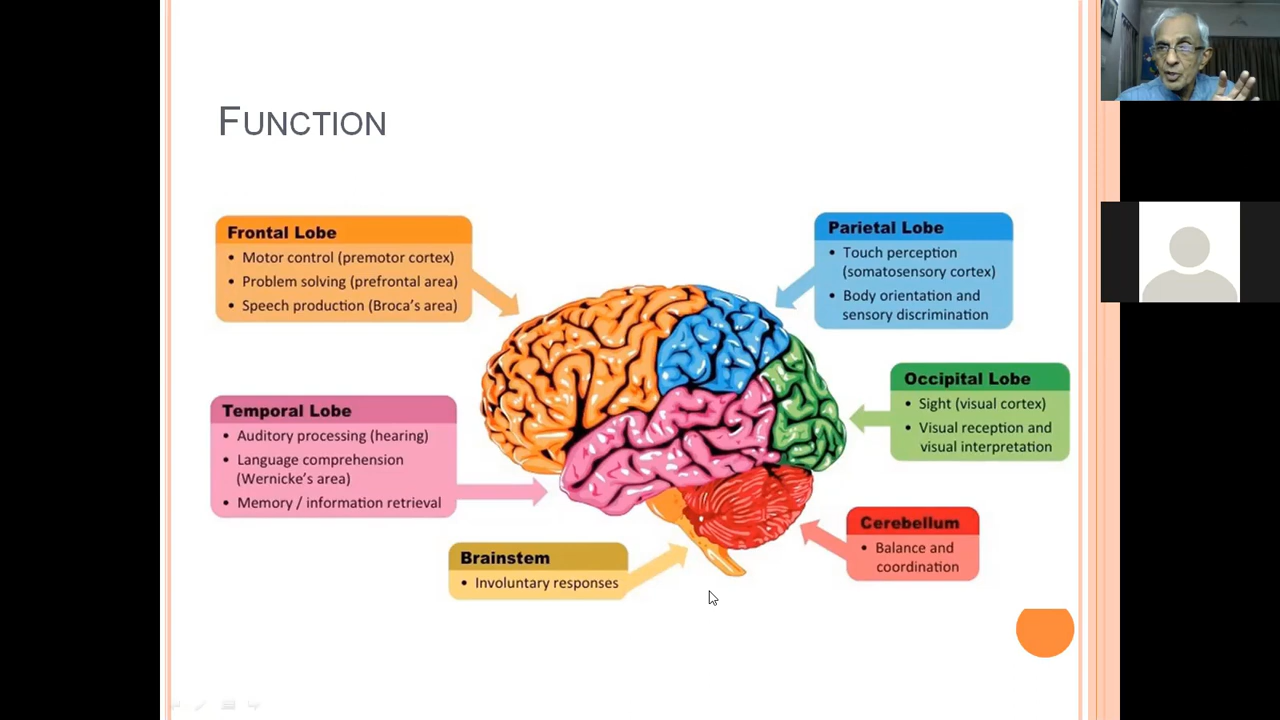 FUNCTION
Frontal Lobe
• Motor control (premotor cortex)
• Problem solving (prefrontal area)
• Speech production (Broca's area)
Parietal Lobe
• Touch perception
(somatosensory cortex)
• Body orientation and
sensory discrimination
Occipital Lobe
• Sight (visual cortex)
• Visual reception and
visual interpretation
Temporal Lobe
• Auditory processing (hearing)
• Language comprehension
(Wernicke's area)
• Memory / information retrieval
Cerebellum
• Balance and
coordination
Brainstem
• Involuntary responses